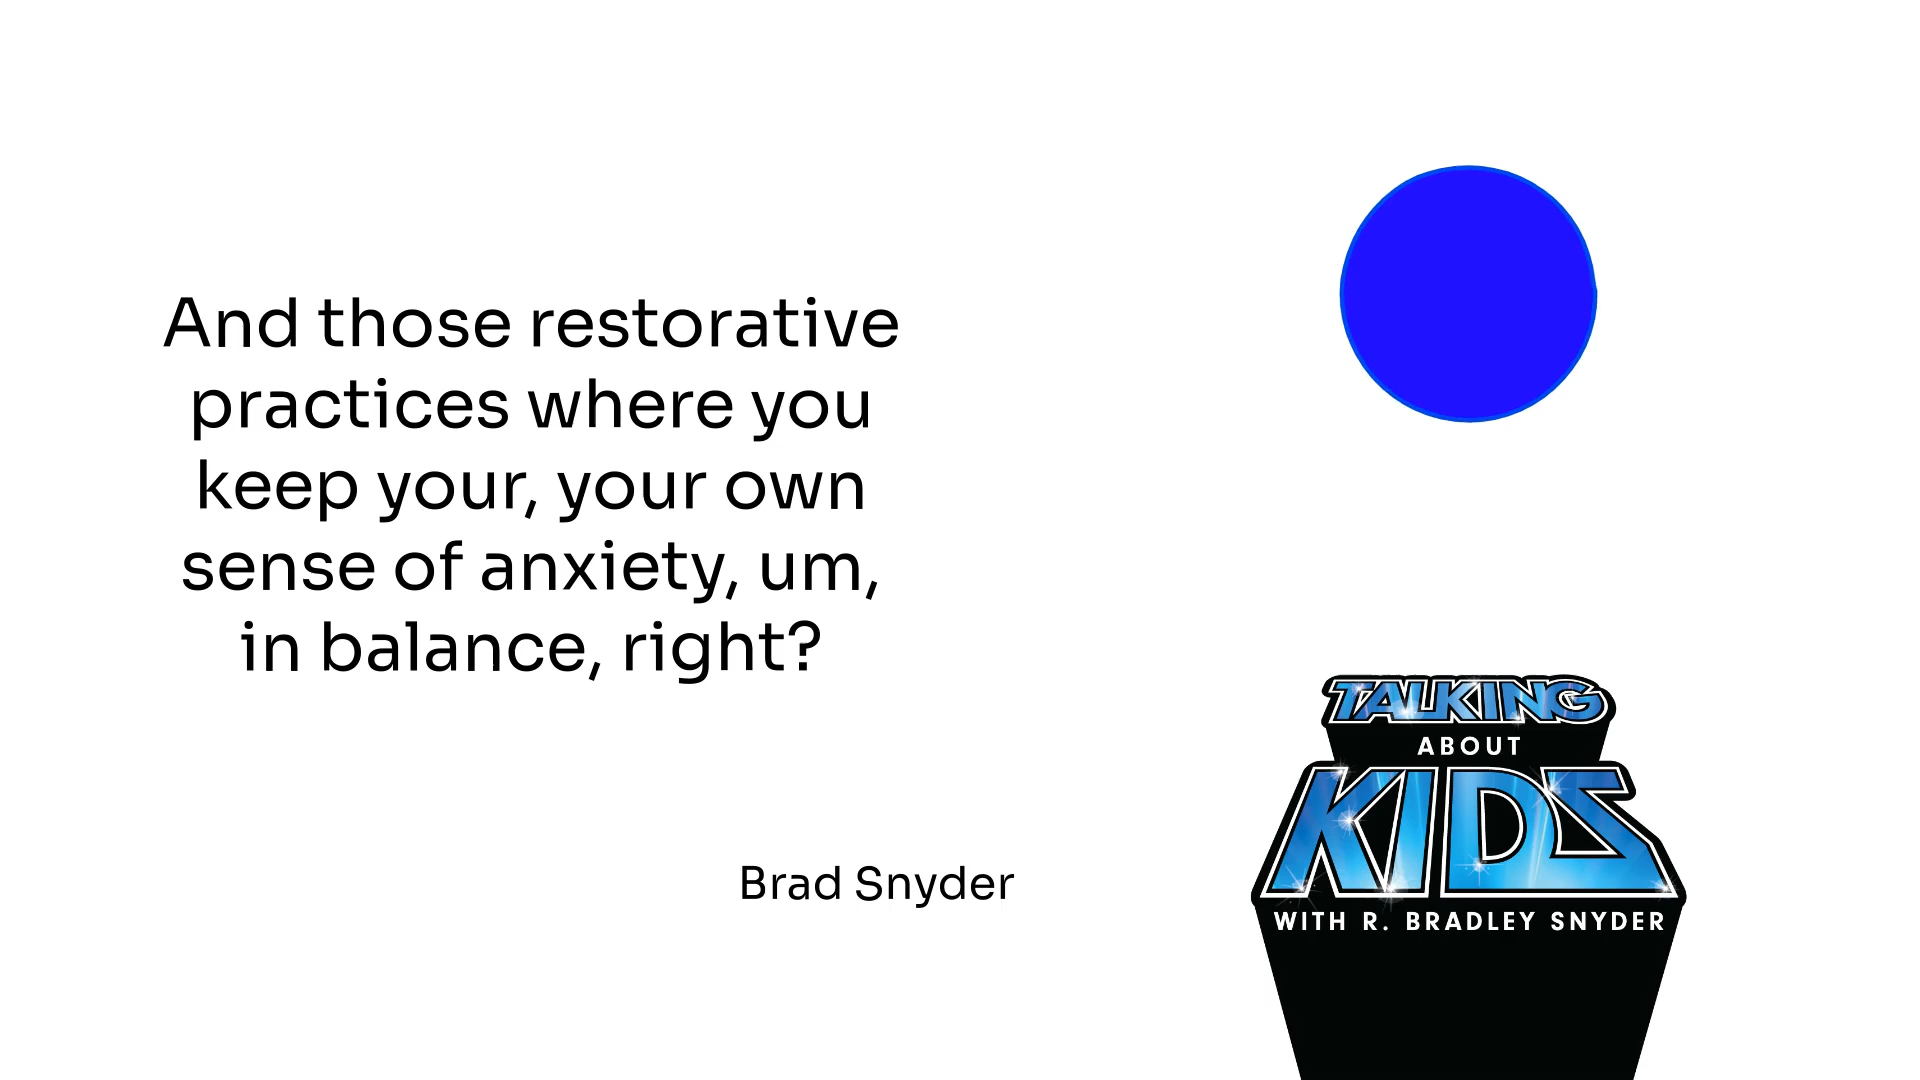 And those restorative
practices where you
keep your, your own
sense of anxiety, um,
in balance, right?
Brad Snyder
TALKING
ABOUT
KIDS
WITH R. BRADLEY SNYDER